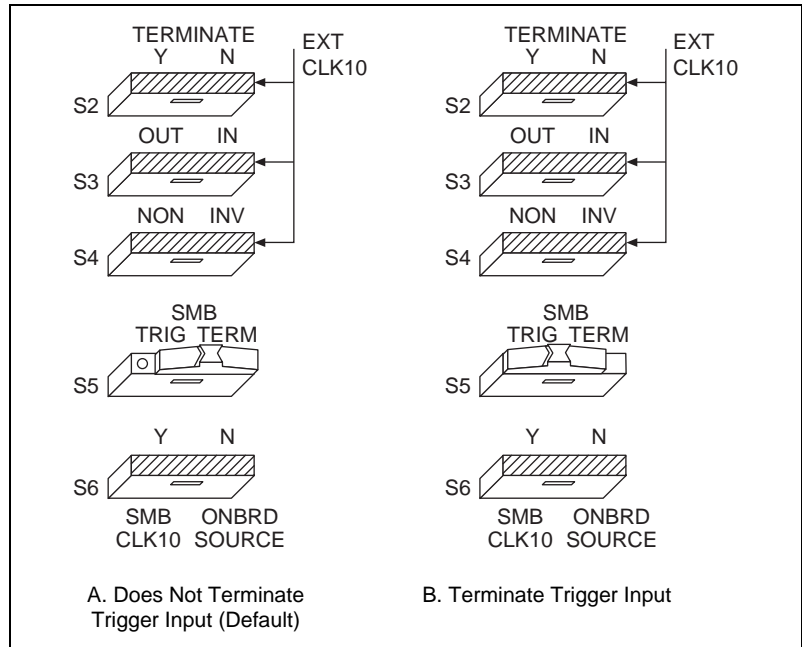 TERMINATE
Y N
EXT
CLK10
S2
OUT IN
S3
NON INV
S4
SMB
TRIG TERM
S5
Y N
S6
SMB ONBRD
CLK10 SOURCE
A. Does Not Terminate
Trigger Input (Default)
TERMINATE
Y N
EXT
CLK10
S2
OUT IN
S3
NON INV
S4
SMB
TRIG TERM
S5
Y N
S6
SMB ONBRD
CLK10 SOURCE
B. Terminate Trigger Input